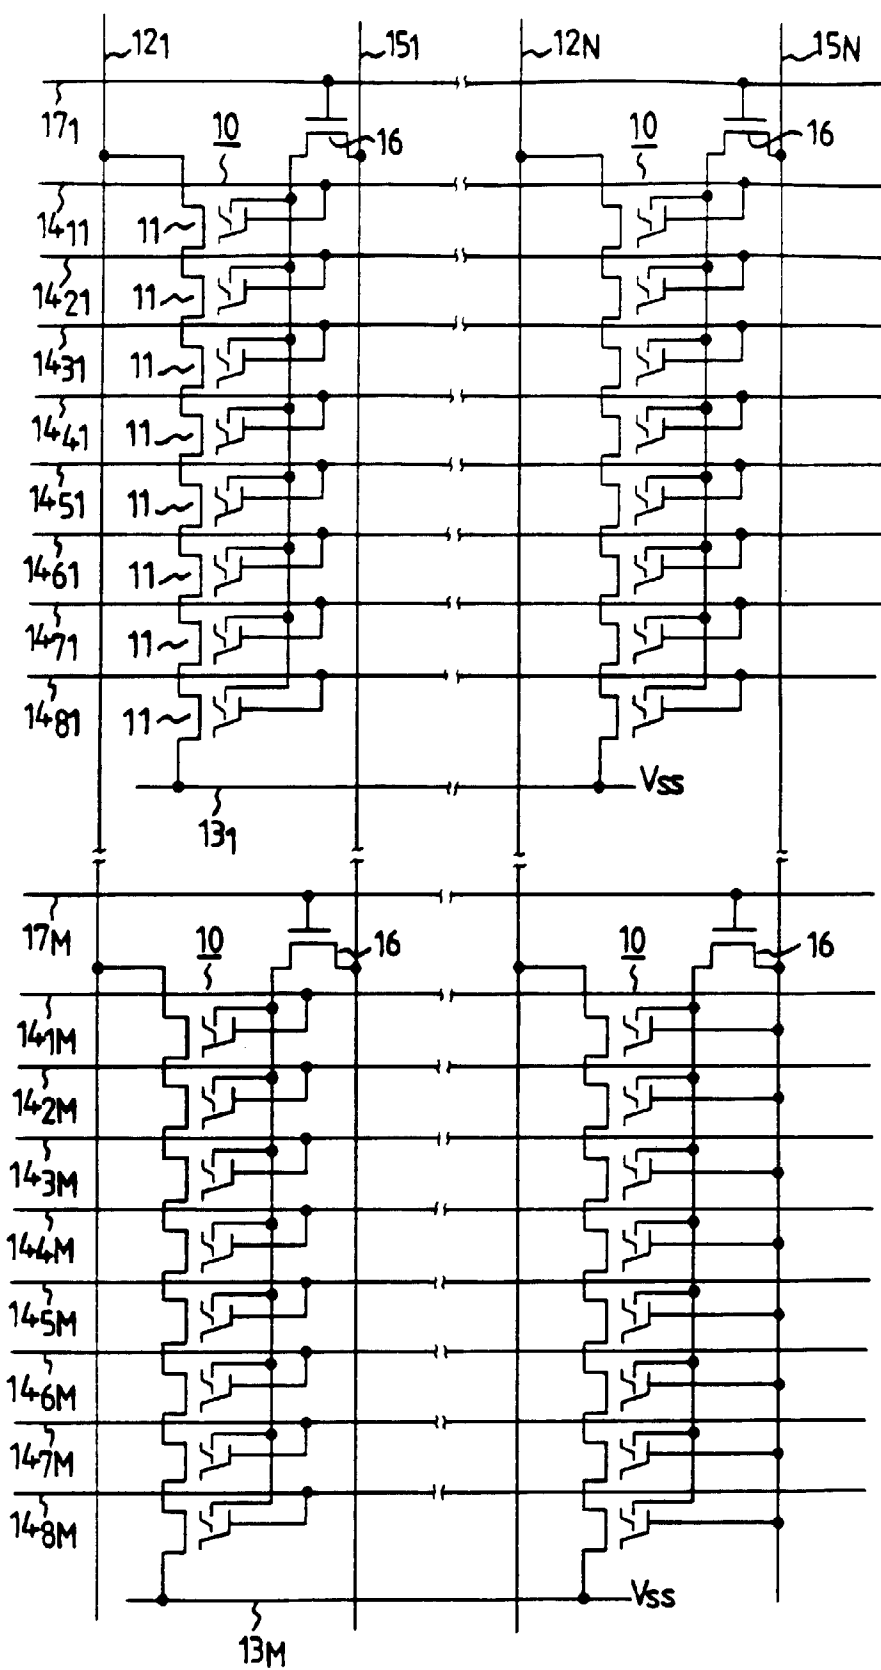 12₁ 15₁ 12N 15N
17₁ 10 16 10 16
14₁₁ 11
14₂₁ 11
14₃₁ 11
14₄₁ 11
14₅₁ 11
14₆₁ 11
14₇₁ 11
14₈₁ 11
Vss
13₁
17M 10 16 10 16
14₁M
14₂M
14₃M
14₄M
14₅M
14₆M
14₇M
14₈M
Vss
13M